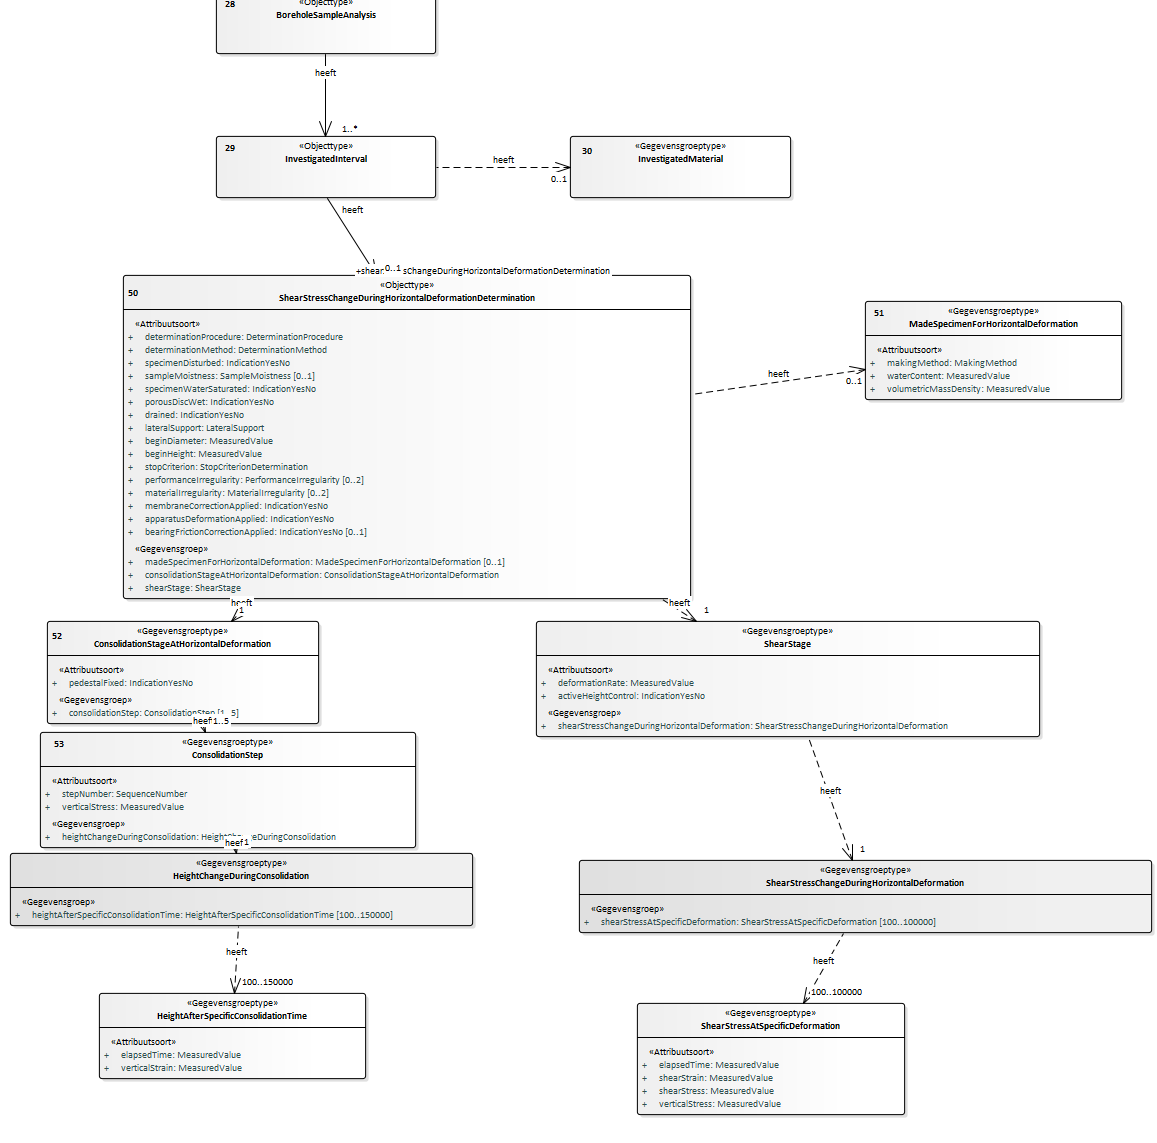 28
«Objecttype»
BoreholeSampleAnalysis
heeft
1..*
29
«Objecttype»
InvestigatedInterval
heeft
0..1
30
«Gegevensgroeptype»
InvestigatedMaterial
heeft
0..1
+shear sChangeDuringHorizontalDeformationDetermination
50
«Objecttype»
ShearStressChangeDuringHorizontalDeformationDetermination
«Attribuutsoort»
+ determinationProcedure: DeterminationProcedure
+ determinationMethod: DeterminationMethod
+ specimenDisturbed: IndicationYesNo
+ sampleMoistness: SampleMoistness [0..1]
+ specimenWaterSaturated: IndicationYesNo
+ porousDiscWet: IndicationYesNo
+ drained: IndicationYesNo
+ lateralSupport: LateralSupport
+ beginDiameter: MeasuredValue
+ beginHeight: MeasuredValue
+ stopCriterion: StopCriterionDetermination
+ performanceIrregularity: PerformanceIrregularity [0..2]
+ materialIrregularity: MaterialIrregularity [0..2]
+ membraneCorrectionApplied: IndicationYesNo
+ apparatusDeformationApplied: IndicationYesNo
+ bearingFrictionCorrectionApplied: IndicationYesNo [0..1]
«Gegevensgroep»
+ madeSpecimenForHorizontalDeformation: MadeSpecimenForHorizontalDeformation [0..1]
+ consolidationStageAtHorizontalDeformation: ConsolidationStageAtHorizontalDeformation
+ shearStage: ShearStage
heeft
0..1
51
«Gegevensgroeptype»
MadeSpecimenForHorizontalDeformation
«Attribuutsoort»
+ makingMethod: MakingMethod
+ waterContent: MeasuredValue
+ volumetricMassDensity: MeasuredValue
heeft
1
52
«Gegevensgroeptype»
ConsolidationStageAtHorizontalDeformation
«Attribuutsoort»
+ pedestalFixed: IndicationYesNo
«Gegevensgroep»
+ consolidationStep: ConsolidationStep [1..5]
heeft
1..5
53
«Gegevensgroeptype»
ConsolidationStep
«Attribuutsoort»
+ stepNumber: SequenceNumber
+ verticalStress: MeasuredValue
«Gegevensgroep»
+ heightChangeDuringConsolidation: HeightChangeDuringConsolidation
heeft
1
«Gegevensgroeptype»
HeightChangeDuringConsolidation
«Gegevensgroep»
+ heightAfterSpecificConsolidationTime: HeightAfterSpecificConsolidationTime [100..150000]
heeft
100..150000
«Gegevensgroeptype»
HeightAfterSpecificConsolidationTime
«Attribuutsoort»
+ elapsedTime: MeasuredValue
+ verticalStrain: MeasuredValue
heeft
1
«Gegevensgroeptype»
ShearStage
«Attribuutsoort»
+ deformationRate: MeasuredValue
+ activeHeightControl: IndicationYesNo
«Gegevensgroep»
+ shearStressChangeDuringHorizontalDeformation: ShearStressChangeDuringHorizontalDeformation
heeft
1
«Gegevensgroeptype»
ShearStressChangeDuringHorizontalDeformation
«Gegevensgroep»
+ shearStressAtSpecificDeformation: ShearStressAtSpecificDeformation [100..100000]
heeft
100..100000
«Gegevensgroeptype»
ShearStressAtSpecificDeformation
«Attribuutsoort»
+ elapsedTime: MeasuredValue
+ shearStrain: MeasuredValue
+ shearStress: MeasuredValue
+ verticalStress: MeasuredValue